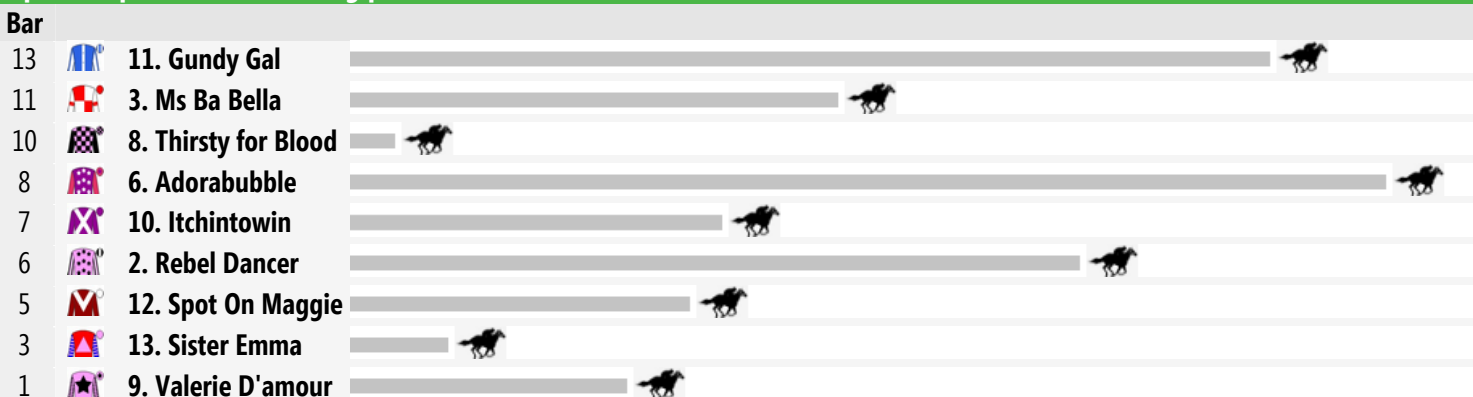 Bar
13 11. Gundy Gal
11 3. Ms Ba Bella
10 8. Thirsty for Blood
8 6. Adorabubble
7 10. Itchintowin
6 2. Rebel Dancer
5 12. Spot On Maggie
3 13. Sister Emma
1 9. Valerie D'amour